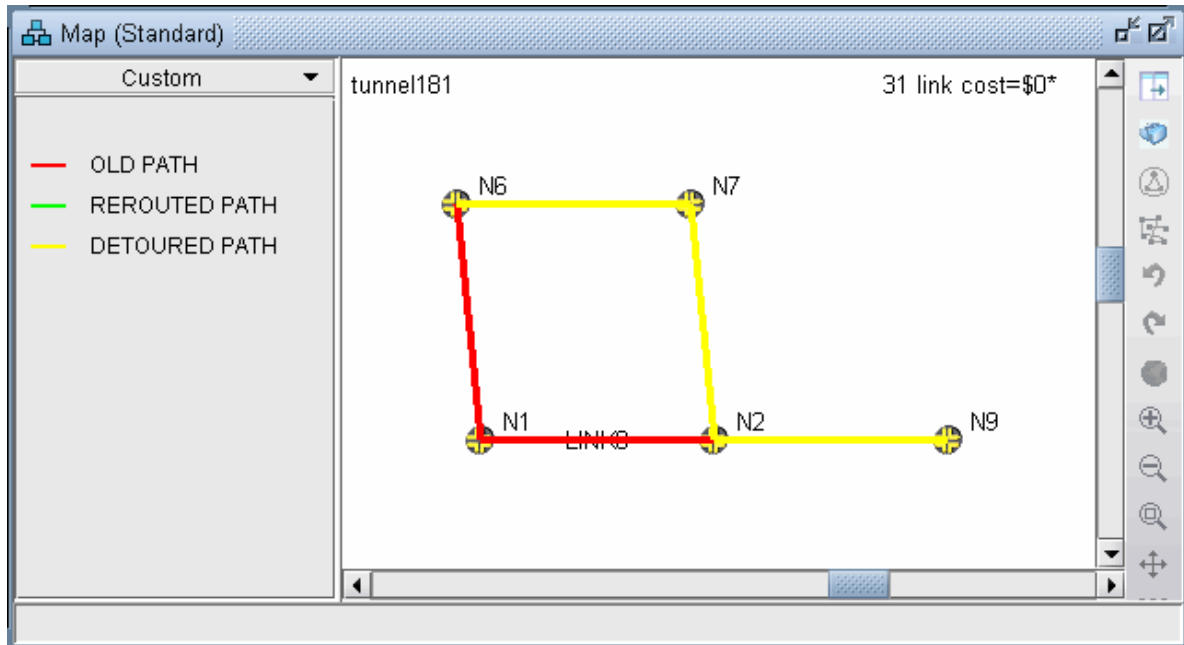 Map (Standard)
Custom
tunnel181
31 link cost=$0*
OLD PATH
REROUTED PATH
DETOURED PATH
N6
N7
N1
N2
N9